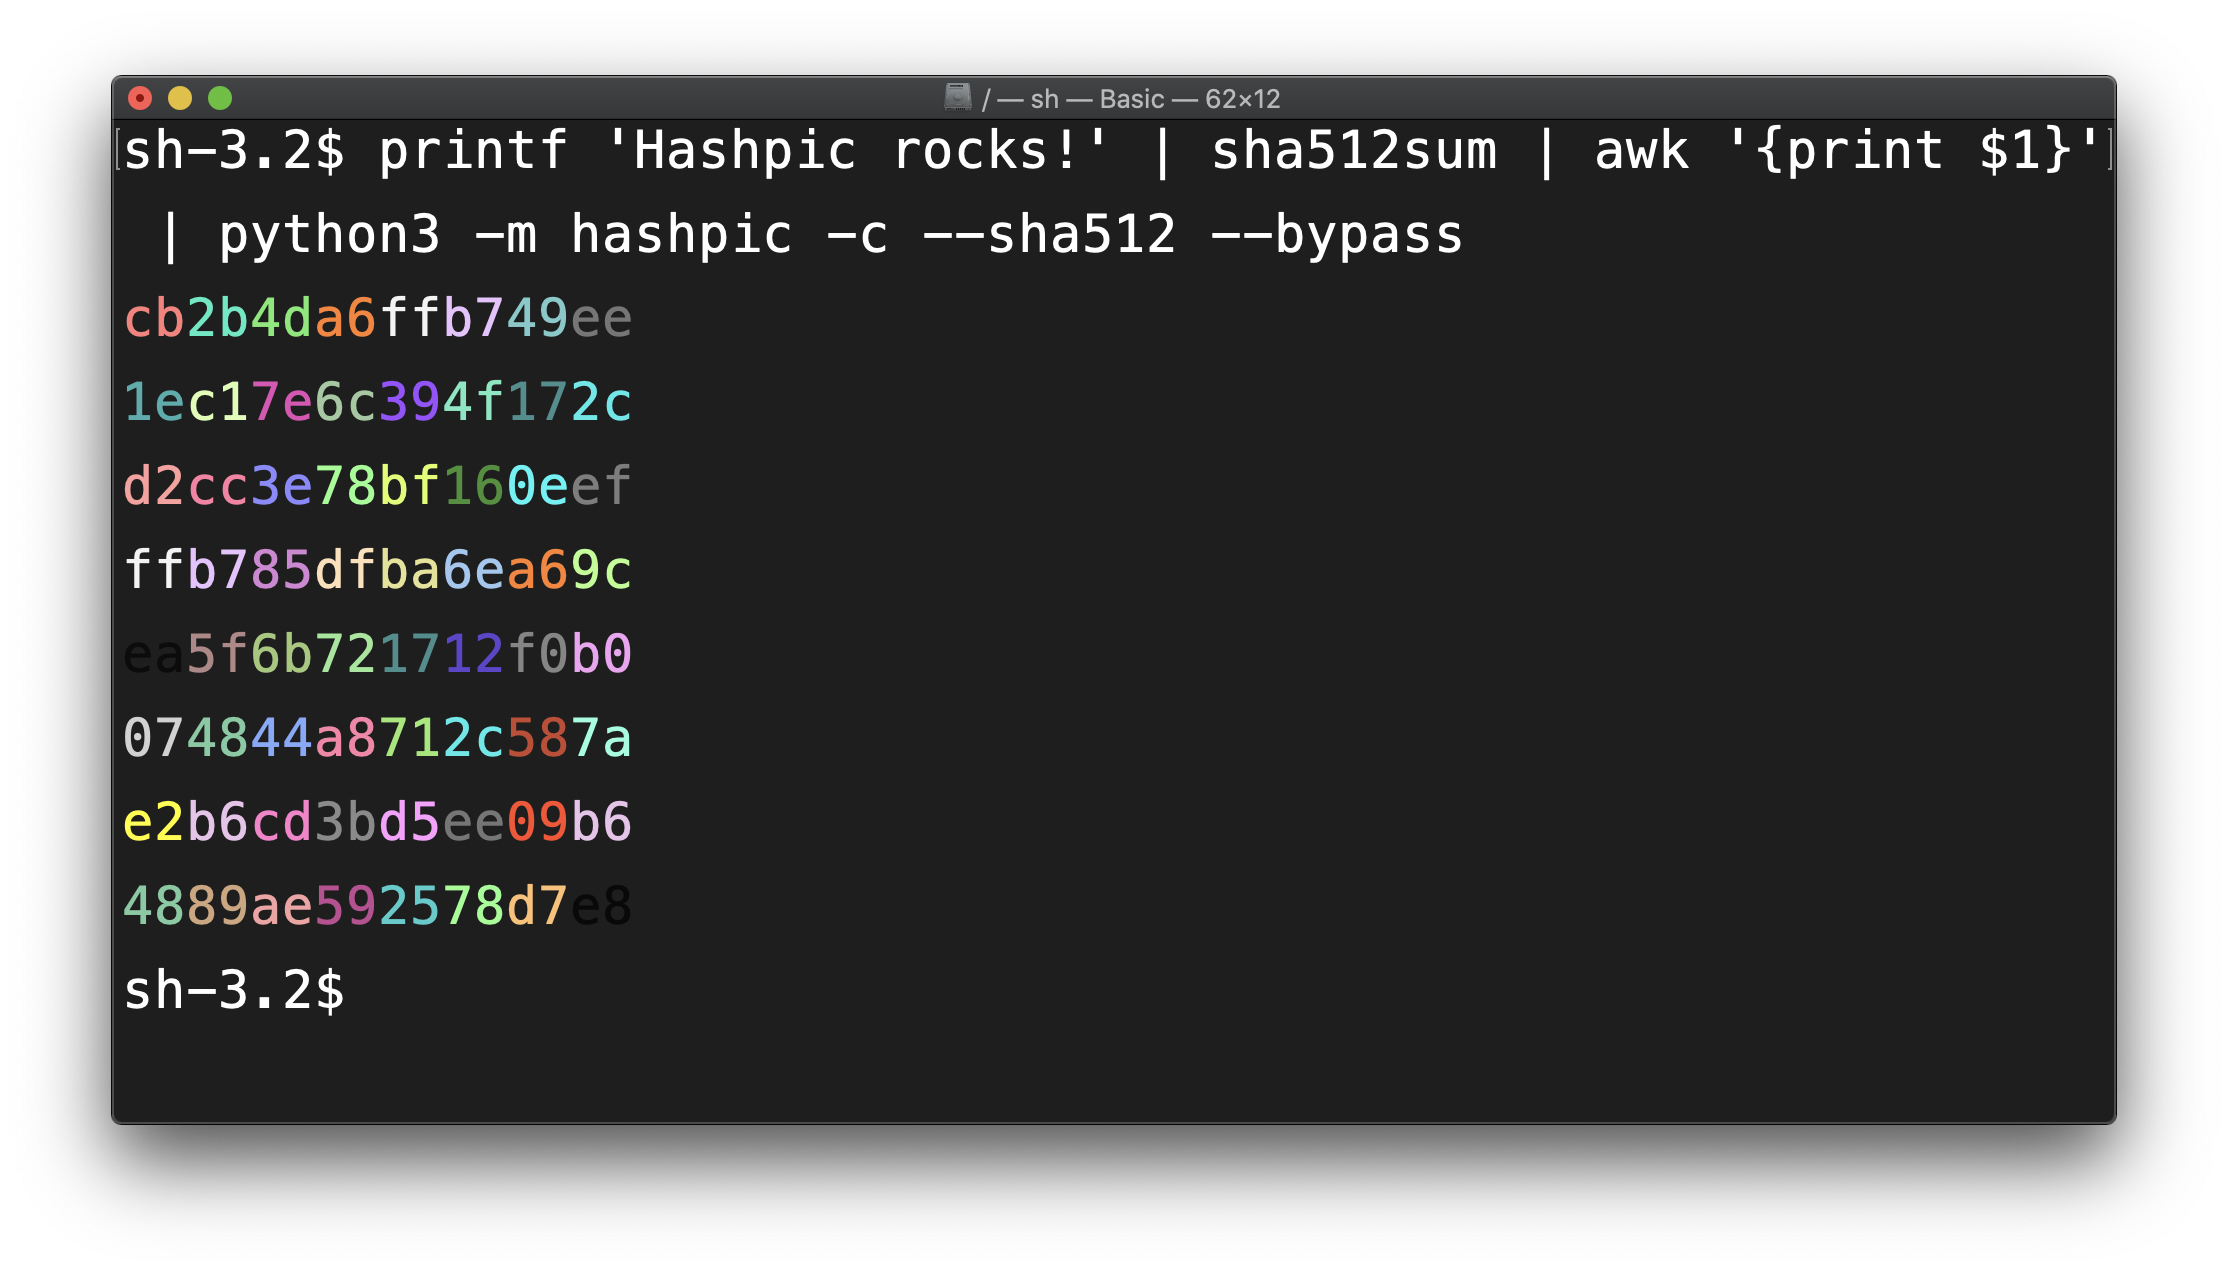 / — sh — Basic — 62×12
sh-3.2$ printf 'Hashpic rocks!' | sha512sum | awk '{print $1}'
| python3 -m hashpic -c --sha512 --bypass
cb2b4da6ffb749ee
1ec17e6c394f172c
d2cc3e78bf160eef
ffb785dfba6ea69c
ea5f6b721712f0b0
074844a8712c587a
e2b6cd3bd5ee09b6
4889ae592578d7e8
sh-3.2$